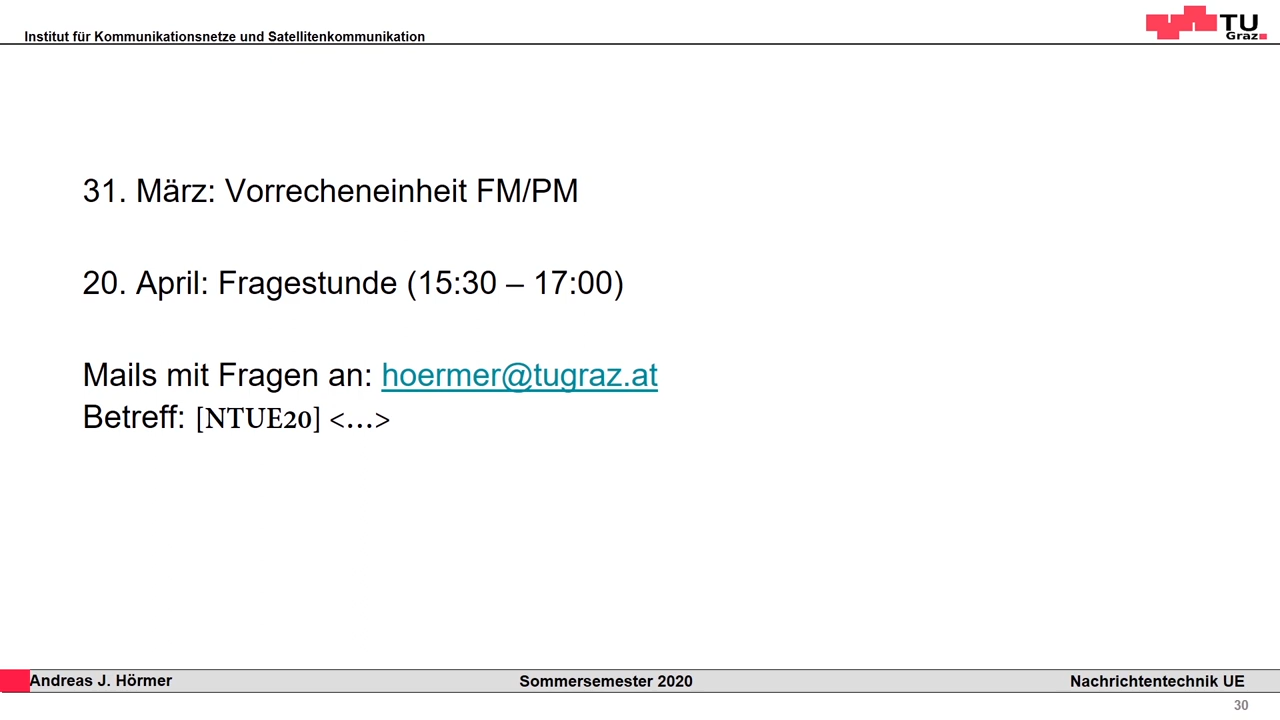 Institut für Kommunikationsnetze und Satellitenkommunikation
TU
Graz
31. März: Vorrecheneinheit FM/PM
20. April: Fragestunde (15:30 – 17:00)
Mails mit Fragen an: hoermer@tugraz.at
Betreff: [NTUE20] <...>
Andreas J. Hörmer
Sommersemester 2020
Nachrichtentechnik UE
30